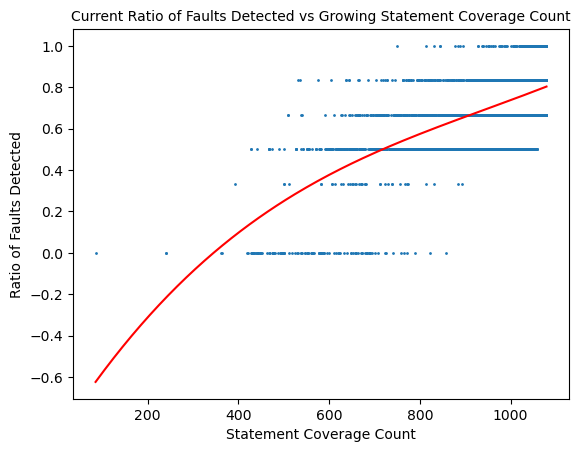 Current Ratio of Faults Detected vs Growing Statement Coverage Count
1.0
0.8
0.6
0.4
0.2
0.0
−0.2
−0.4
−0.6
Ratio of Faults Detected
200 400 600 800 1000
Statement Coverage Count